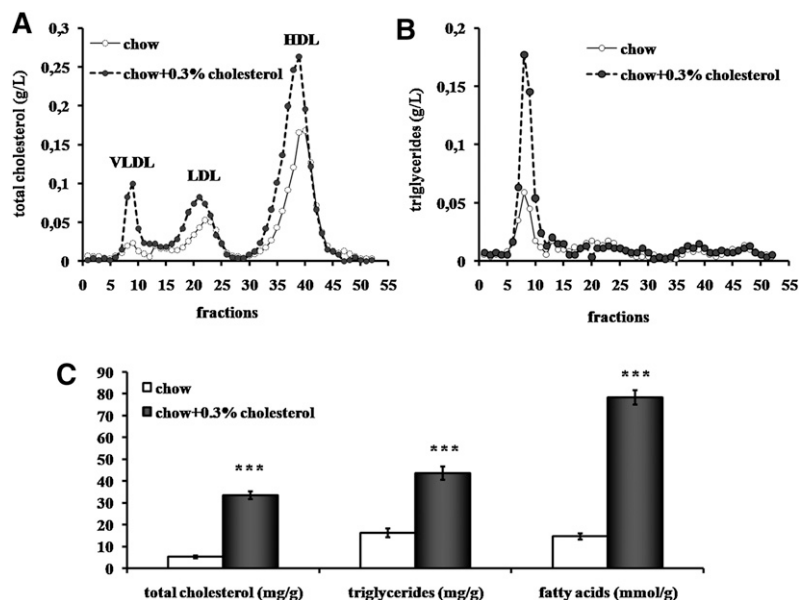 A
total cholesterol (g/L)
0,3
0,25
0,2
0,15
0,1
0,05
0
chow
chow+0.3% cholesterol
VLDL
LDL
HDL
0 5 10 15 20 25 30 35 40 45 50 55
fractions
B
triglycerides (g/L)
0,2
0,15
0,1
0,05
0
chow
chow+0.3% cholesterol
0 5 10 15 20 25 30 35 40 45 50 55
fractions
C
90
80
70
60
50
40
30
20
10
0
chow
chow+0.3% cholesterol
***
***
***
total cholesterol (mg/g) triglycerides (mg/g) fatty acids (mmol/g)